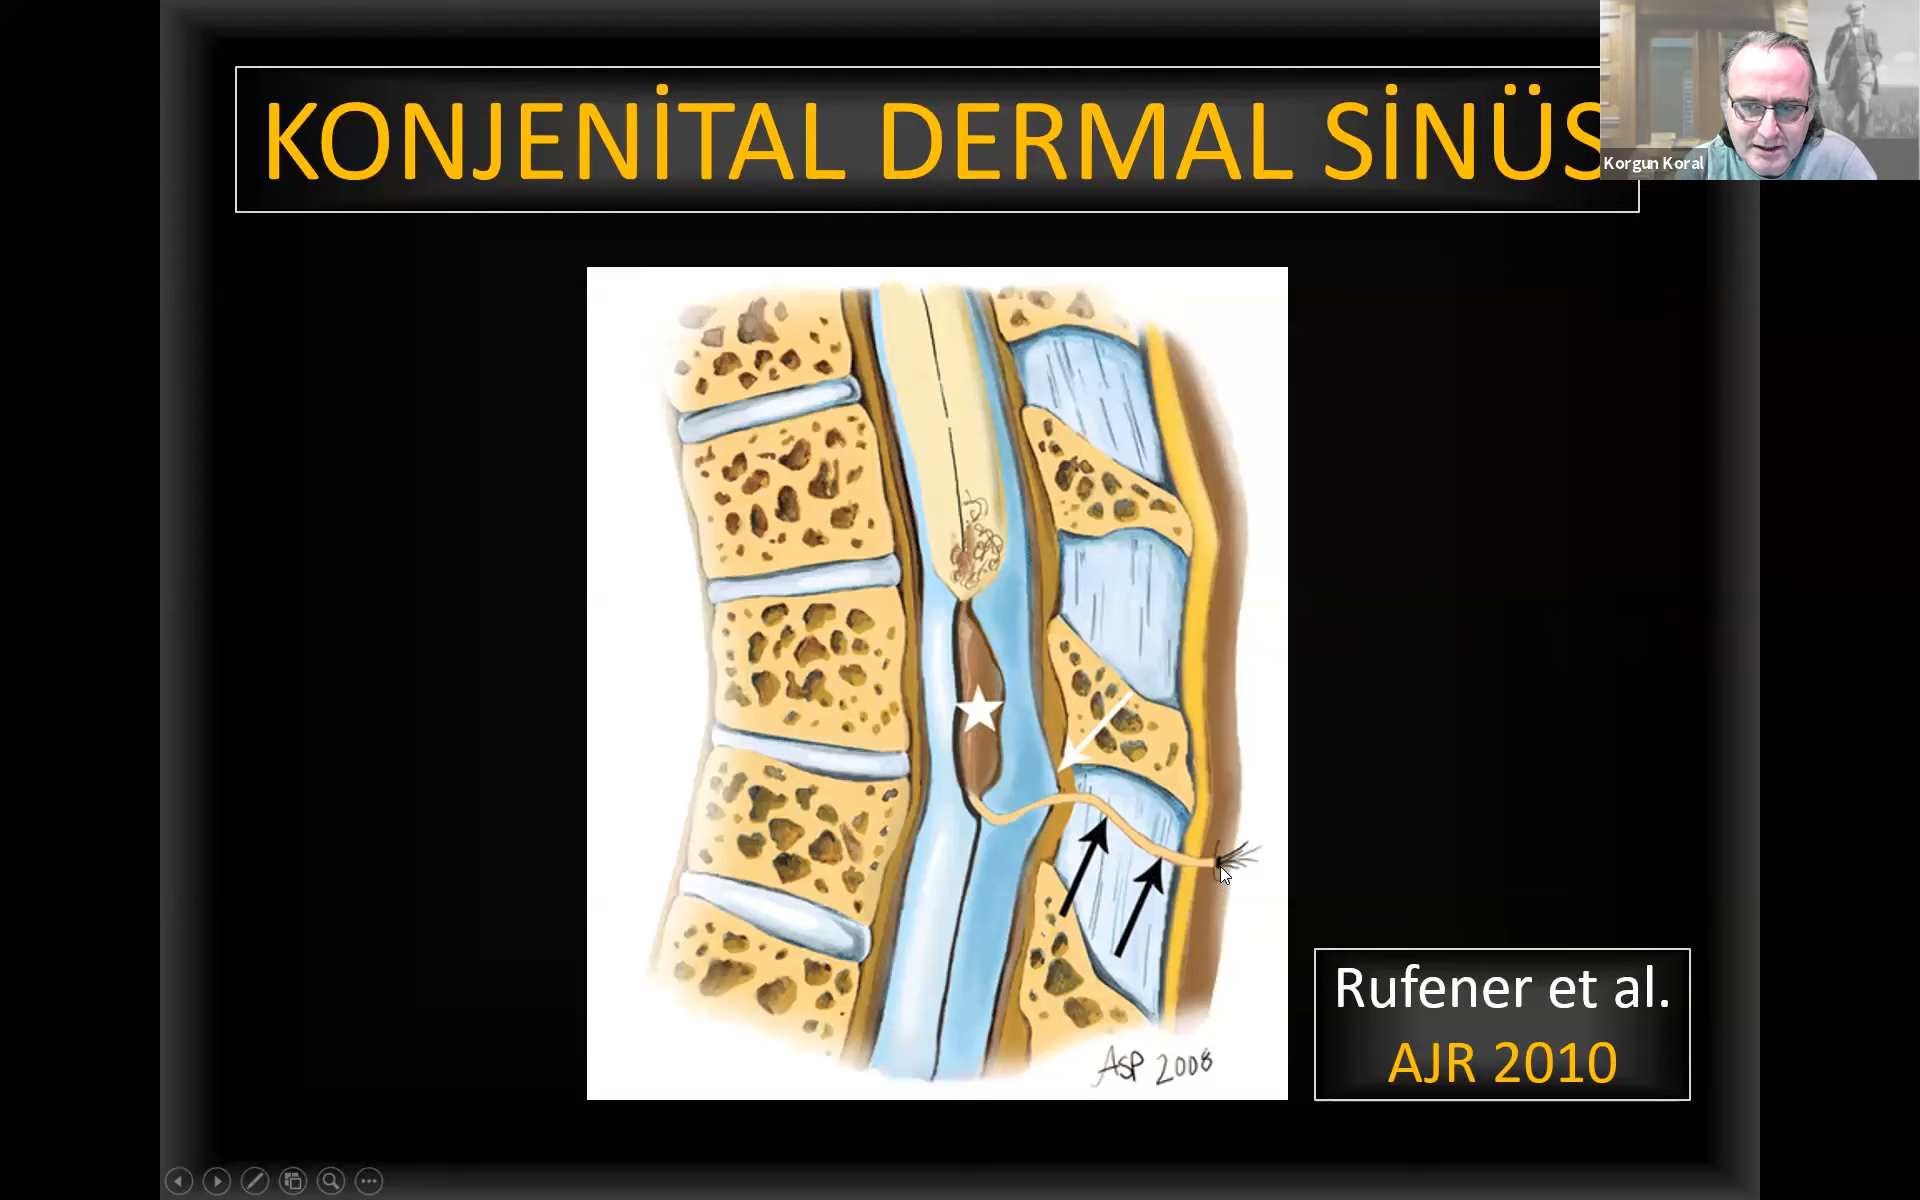 KONJENİTAL DERMAL SİNÜS
Korgun Koral
ASP 2008
Rufener et al.
AJR 2010